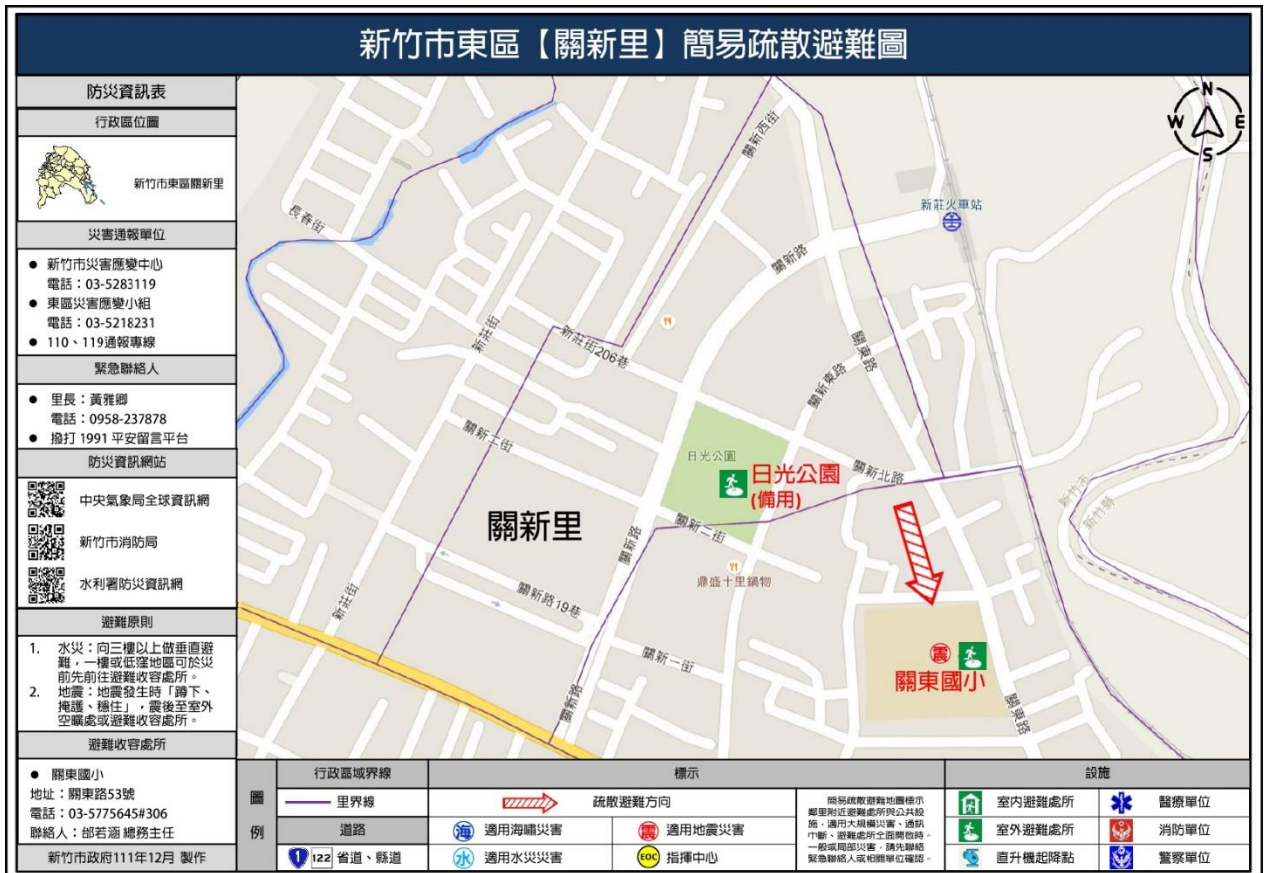 新竹市東區【關新里】簡易疏散避難圖
防災資訊表
行政區位圖
新竹市東區關新里
災害通報單位
● 新竹市災害應變中心
電話：03-5283119
● 東區災害應變小組
電話：03-5218231
● 110、119通報專線
緊急聯絡人
● 里長：黃雅卿
電話：0958-237878
● 撥打 1991 平安留言平台
防災資訊網站
中央氣象局全球資訊網
新竹市消防局
水利署防災資訊網
避難原則
1. 水災：向三樓以上做垂直避
難，一樓或低窪地區可於災
前先前往避難收容處所。
2. 地震：地震發生時「蹲下、
掩護、穩住」，震後至室外
空曠處或避難收容處所。
避難收容處所
● 關東國小
地址：關東路53號
電話：03-5775645#306
聯絡人：邰若涵 總務主任
新竹市政府111年12月 製作
N
W E
S
關新西街
新莊火車站
長春街
關新路
新莊街
新莊街206巷
關東路
關新東路
關新二街
日光公園
日光公園
(備用)
關新北路
新竹市
新竹縣
關新里
關新路
關新二街
鼎盛十里鍋物
關新路19巷
新莊街
關新一街
震
關東國小
關新路
關東路
圖
例
行政區域界線
里界線
道路
1 122 省道、縣道
標示
疏散避難方向
海 適用海嘯災害
震 適用地震災害
水 適用水災災害
EOC 指揮中心
簡易疏散避難地圖標示
鄰里附近避難處所與公共設
施，適用大規模災害、通訊
中斷、避難處所全面開啟時。
一般或局部災害，請先聯絡
緊急聯絡人或相關單位確認。
設施
室內避難處所
醫療單位
室外避難處所
消防單位
直升機起降點
警察單位